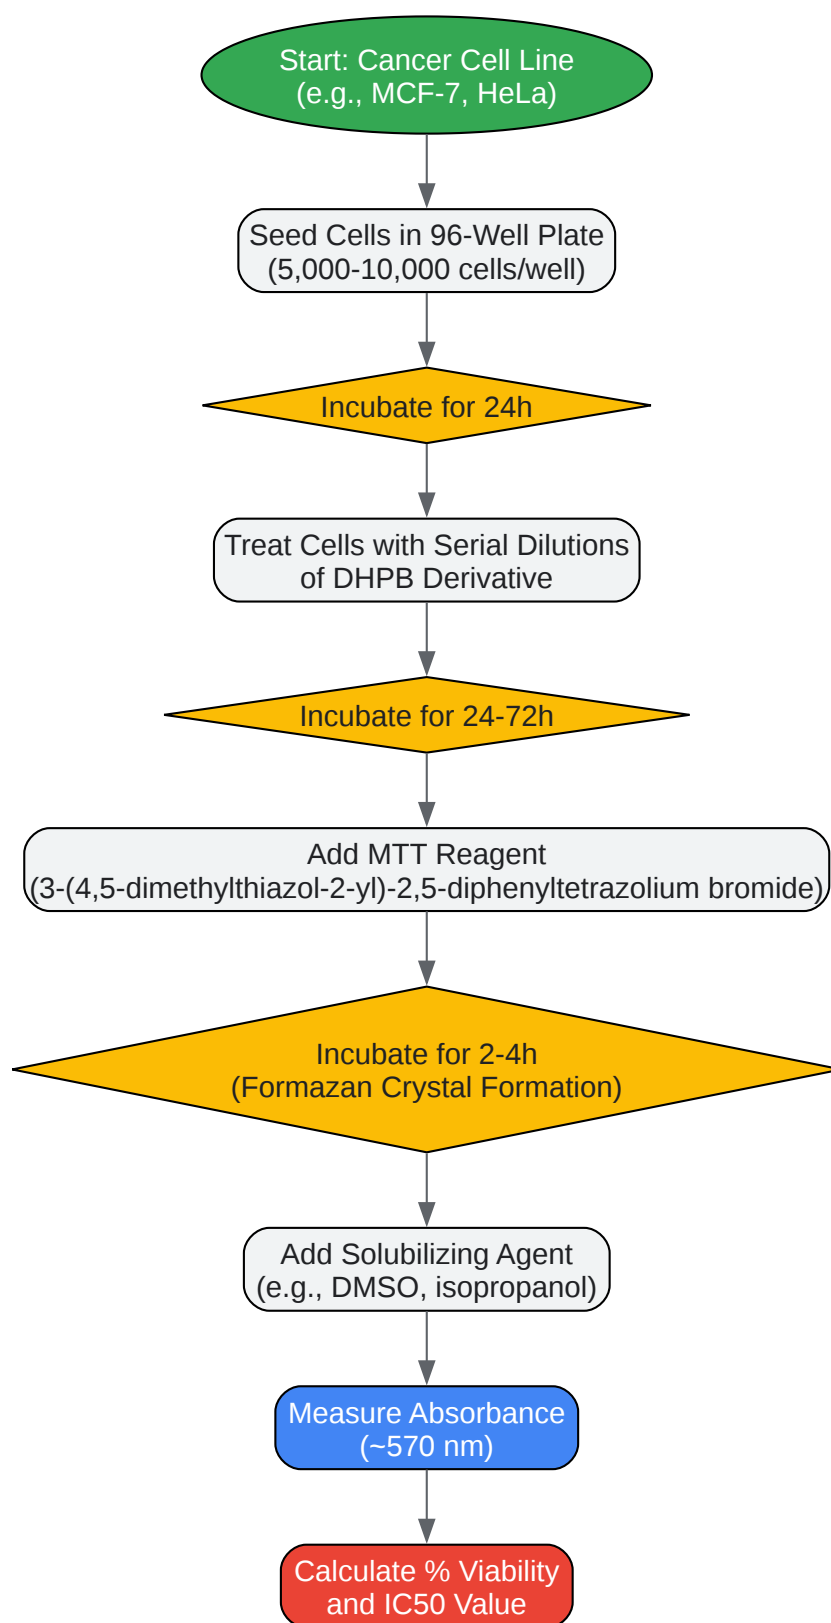 Start: Cancer Cell Line
(e.g., MCF-7, HeLa)
Seed Cells in 96-Well Plate
(5,000-10,000 cells/well)
Incubate for 24h
Treat Cells with Serial Dilutions
of DHPB Derivative
Incubate for 24-72h
Add MTT Reagent
(3-(4,5-dimethylthiazol-2-yl)-2,5-diphenyltetrazolium bromide)
Incubate for 2-4h
(Formazan Crystal Formation)
Add Solubilizing Agent
(e.g., DMSO, isopropanol)
Measure Absorbance
(~570 nm)
Calculate % Viability
and IC50 Value